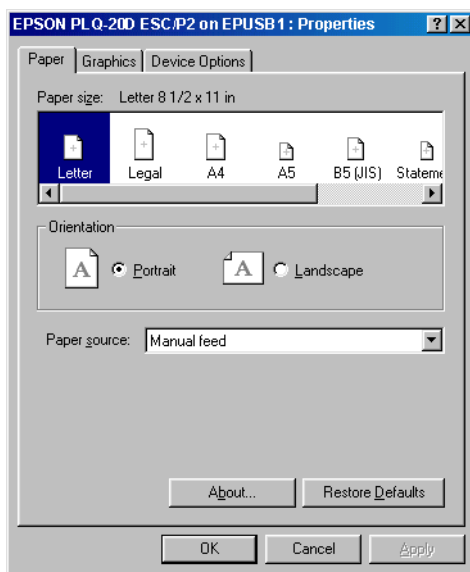 EPSON PLQ-20D ESC/P2 on EPUSB1 : Properties
Paper Graphics Device Options
Paper size: Letter 8 1/2 x 11 in
Letter Legal A4 A5 B5 (JIS) Stateme
Orientation
A Portrait A Landscape
Paper source: Manual feed
About... Restore Defaults
OK Cancel Apply